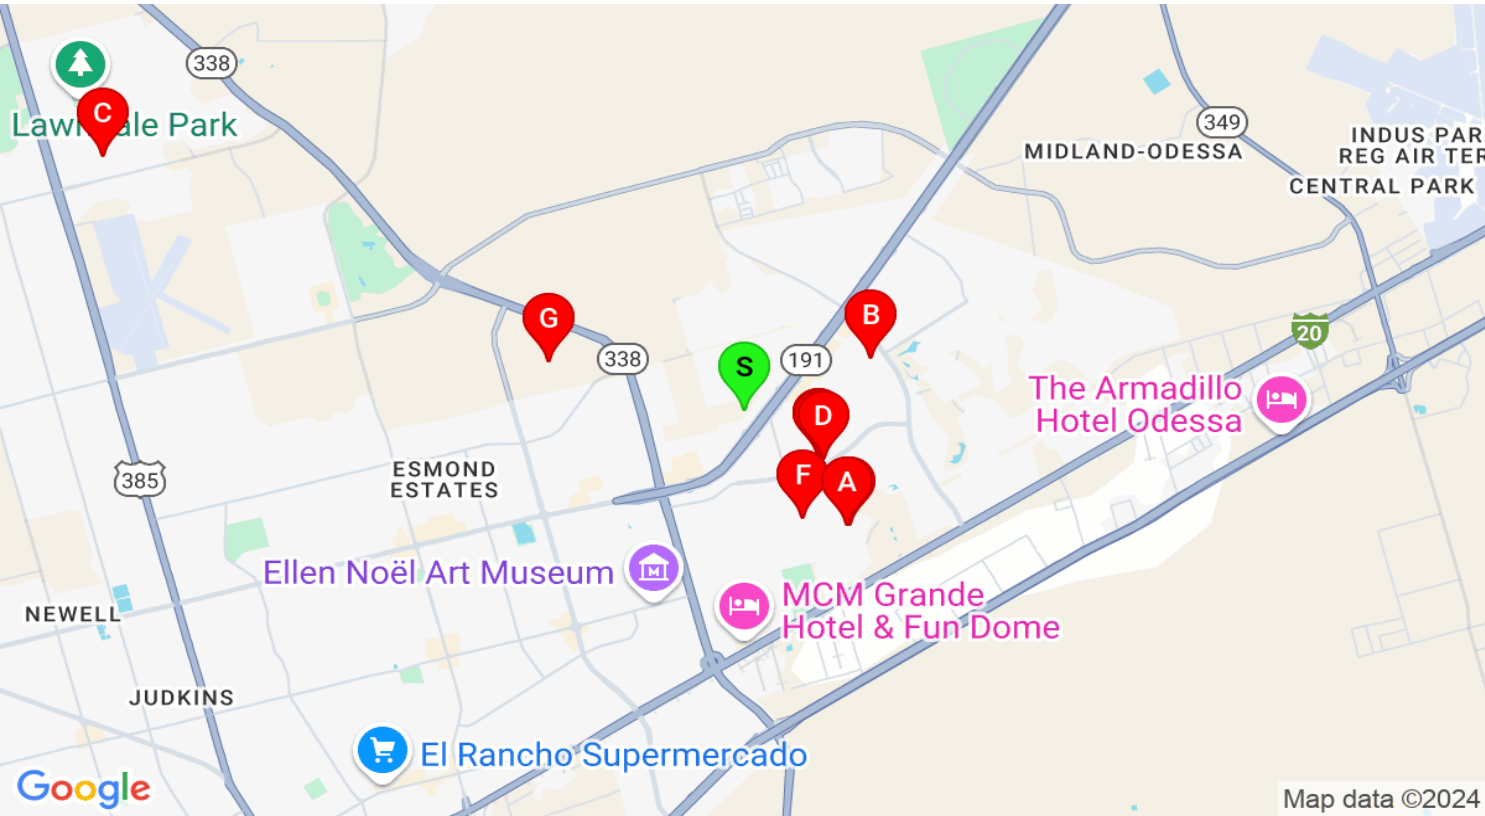 338
C
Lawndale Park
349
MIDLAND-ODESSA
INDUS PAR
REG AIR TER
CENTRAL PARK
G
B
338
S
191
20
D
The Armadillo
Hotel Odessa
385
ESMOND
ESTATES
F
A
Ellen Noël Art Museum
M
MCM Grande
Hotel & Fun Dome
NEWELL
JUDKINS
El Rancho Supermercado
Google
Map data ©2024